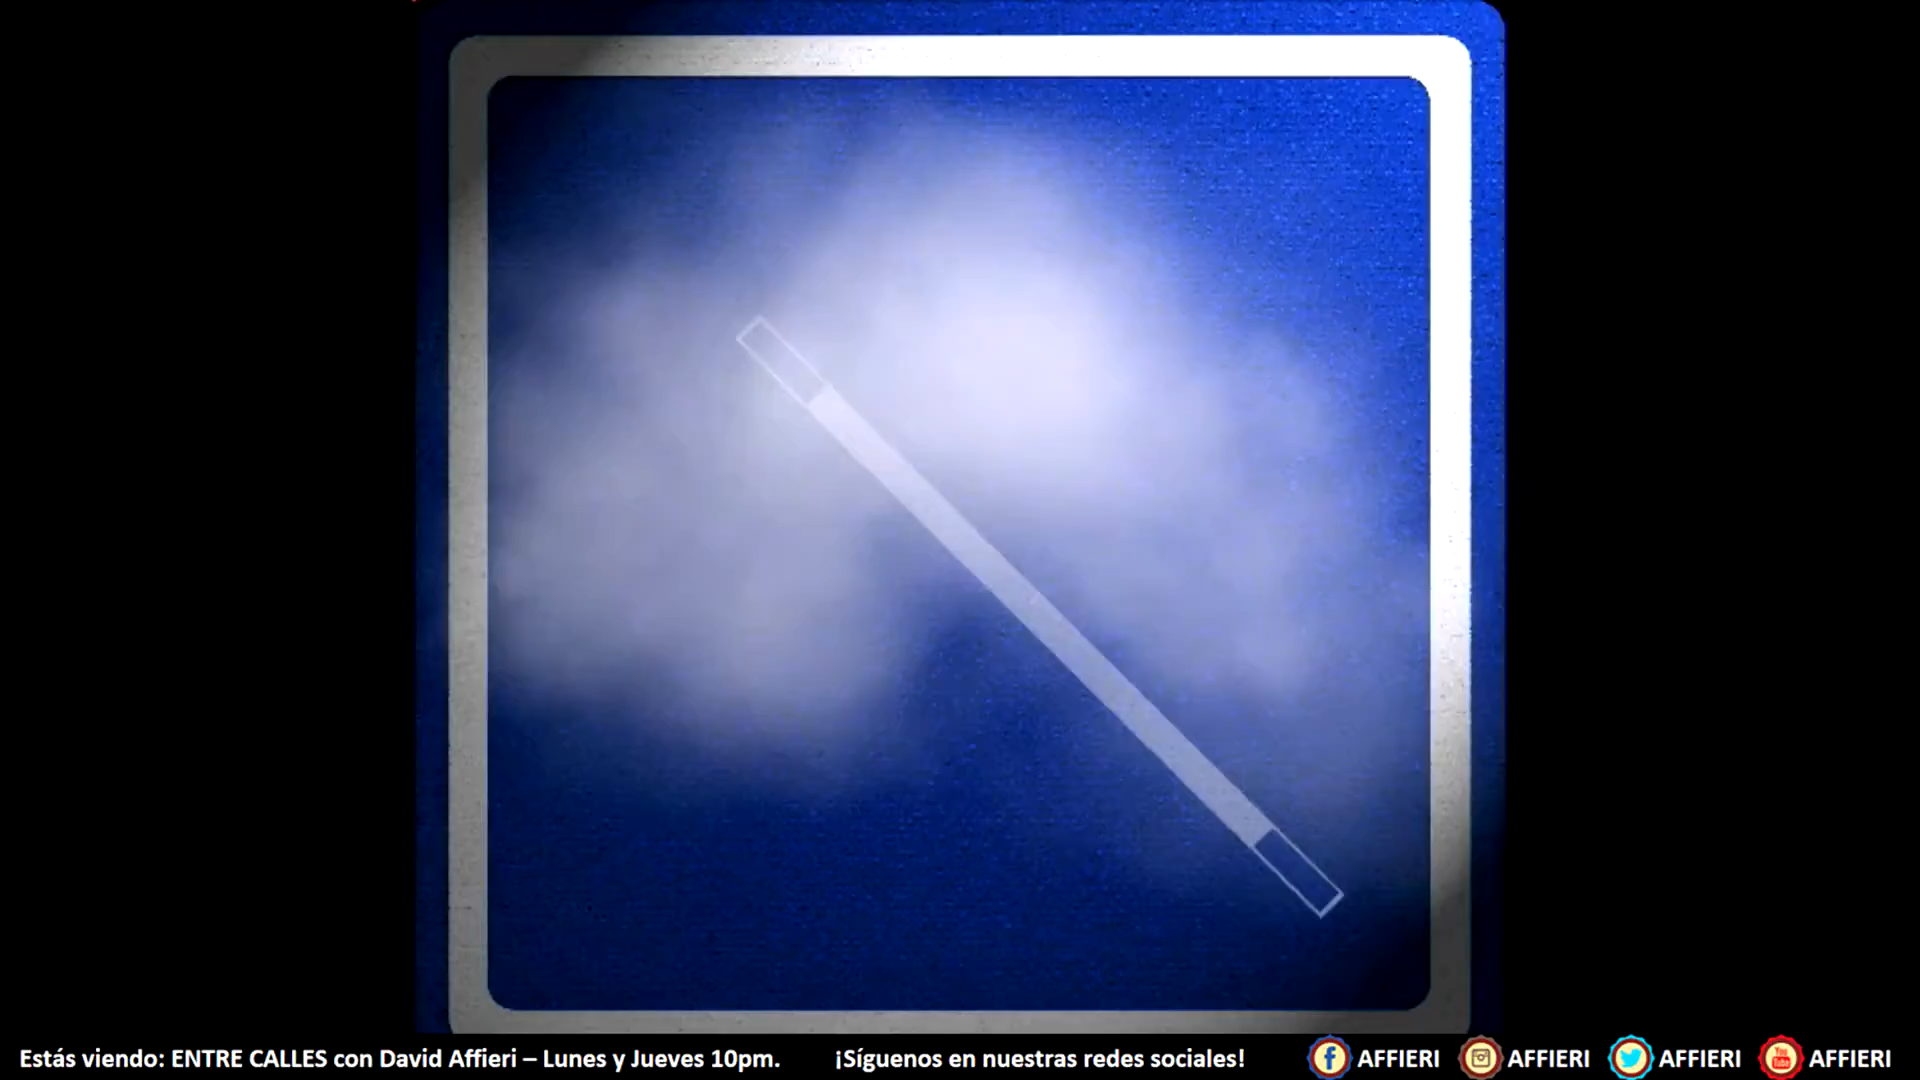 Estás viendo: ENTRE CALLES con David Affieri – Lunes y Jueves 10pm. ¡Síguenos en nuestras redes sociales! AFFIERI AFFIERI AFFIERI AFFIERI